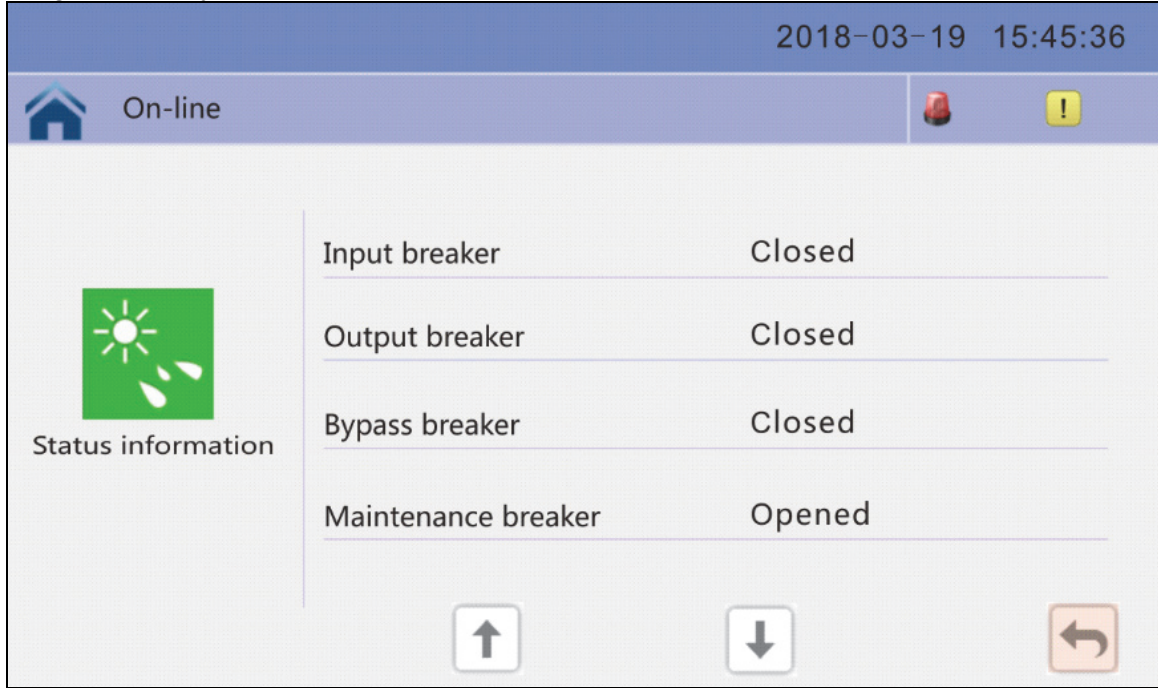 2018-03-19 15:45:36
On-line !
Input breaker Closed
Output breaker Closed
Bypass breaker Closed
Status information
Maintenance breaker Opened